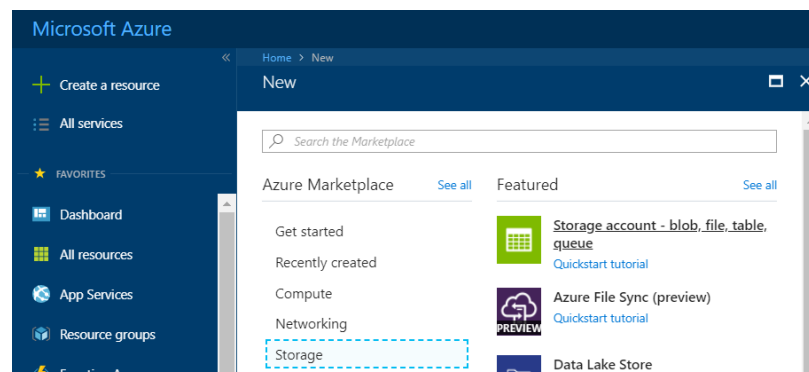 Microsoft Azure
«
Home > New
Create a resource
New
All services
Search the Marketplace
FAVORITES
Azure Marketplace See all
Featured See all
Dashboard
Get started
Storage account - blob, file, table,
queue
Quickstart tutorial
All resources
Recently created
App Services
Compute
Azure File Sync (preview)
Quickstart tutorial
PREVIEW
Networking
Resource groups
Storage
Data Lake Store